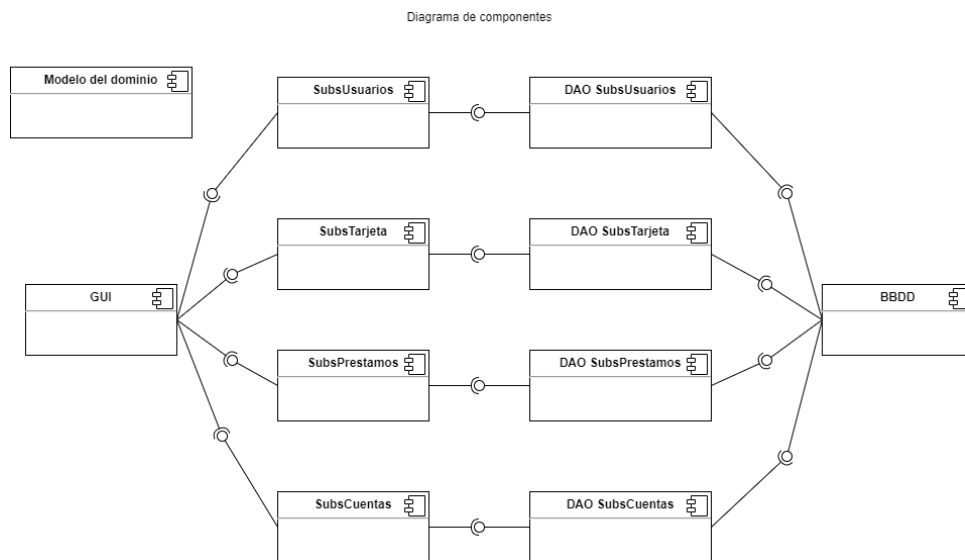 Diagrama de componentes
Modelo del dominio
SubsUsuarios
DAO SubsUsuarios
SubsTarjeta
DAO SubsTarjeta
GUI
BBDD
SubsPrestamos
DAO SubsPrestamos
SubsCuentas
DAO SubsCuentas